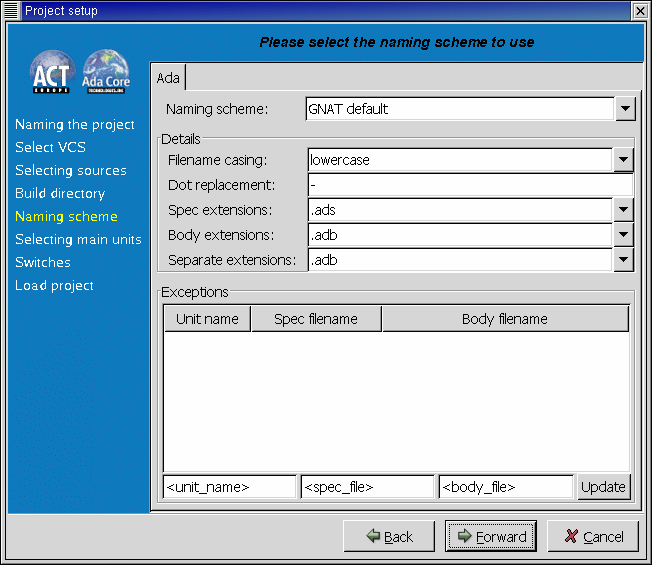 Project setup
Please select the naming scheme to use
ACT
EUROPE
Ada Core
TECHNOLOGIES, INC.
Naming the project
Select VCS
Selecting sources
Build directory
Naming scheme
Selecting main units
Switches
Load project
Ada
Naming scheme: GNAT default
Details
Filename casing: lowercase
Dot replacement: -
Spec extensions: .ads
Body extensions: .adb
Separate extensions: .adb
Exceptions
Unit name Spec filename Body filename
<unit_name> <spec_file> <body_file> Update
Back Forward Cancel